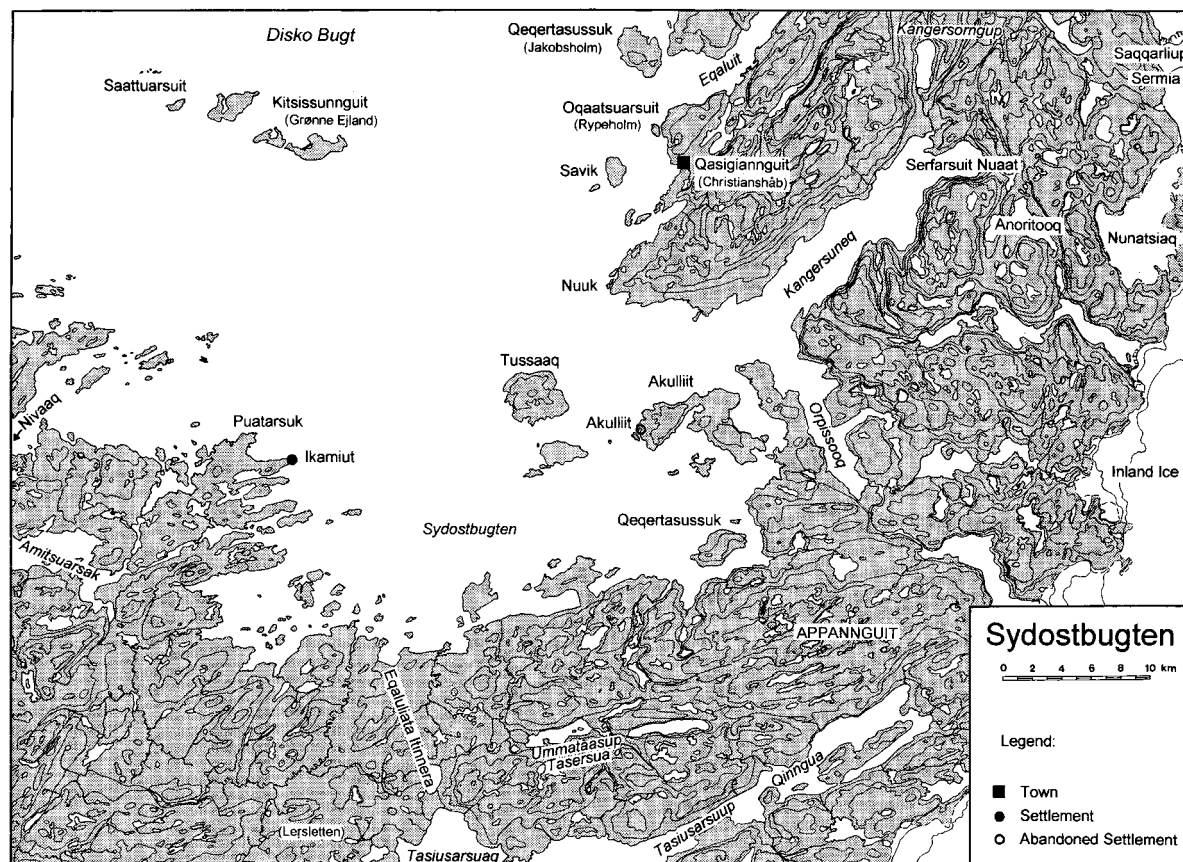 Disko Bugt
Qeqertasussuk
(Jakobsholm)
Kangersorngup
Saqqarliup
Sermia
Eqaluit
Saattuarsuit
Kitsissunnguit
(Grønne Ejland)
Oqaatsuarsuit
(Rypeholm)
Savik
Qasigiannguit
(Christianshåb)
Serfarsuit Nuaat
Anoritooq
Nunatsiaq
Nuuk
Kangersuneq
Tussaaq
Akulliit
Akulliit
Orpissooq
←Nivaaq
Puatarsuk
Ikamiut
Inland Ice
Sydostbugten
Qeqertasussuk
Amitsuarsak
APPANNGUIT
Eqaluliata Itinnera
Ummataasup
Tasersua
Qinngua
Tasiusarsuup
(Lersletten)
Tasiusarsuaq
Sydostbugten
0 2 4 6 8 10 km
Legend:
Town
Settlement
Abandoned Settlement